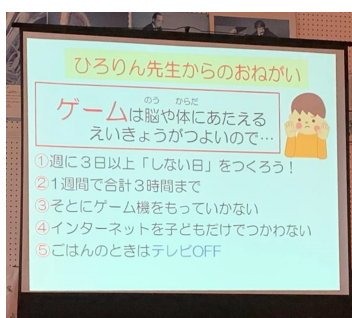 ひろりん先生からのおねがい
ゲームは脳や体にあたえる
のう からだ
えいきょうがつよいので…
①週に3日以上「しない日」をつくろう！
②1週間で合計3時間まで
③そとにゲーム機をもっていかない
④インターネットを子どもだけでつかわない
⑤ごはんのときはテレビOFF